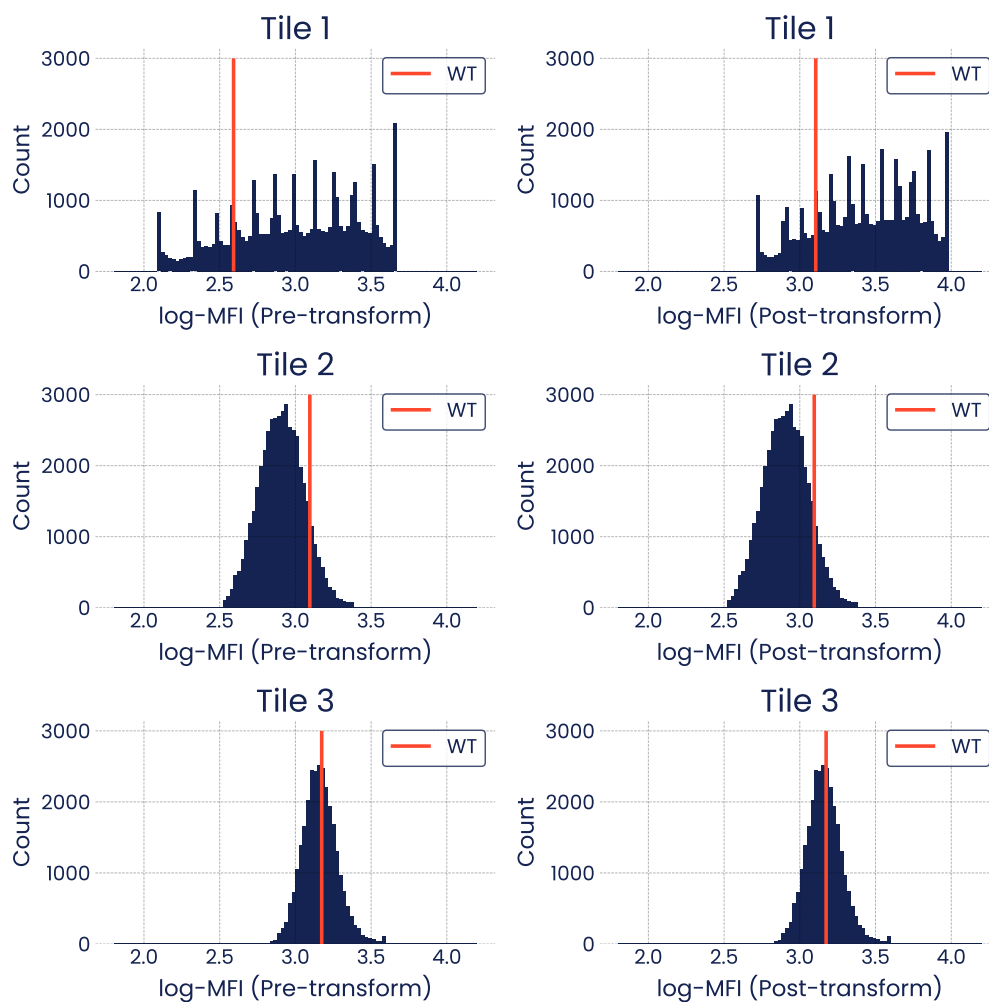 Tile 1
3000
2000
1000
0
Count
WT
2.0 2.5 3.0 3.5 4.0
log-MFI (Pre-transform)
Tile 1
3000
2000
1000
0
Count
WT
2.0 2.5 3.0 3.5 4.0
log-MFI (Post-transform)
Tile 2
3000
2000
1000
0
Count
WT
2.0 2.5 3.0 3.5 4.0
log-MFI (Pre-transform)
Tile 2
3000
2000
1000
0
Count
WT
2.0 2.5 3.0 3.5 4.0
log-MFI (Post-transform)
Tile 3
3000
2000
1000
0
Count
WT
2.0 2.5 3.0 3.5 4.0
log-MFI (Pre-transform)
Tile 3
3000
2000
1000
0
Count
WT
2.0 2.5 3.0 3.5 4.0
log-MFI (Post-transform)